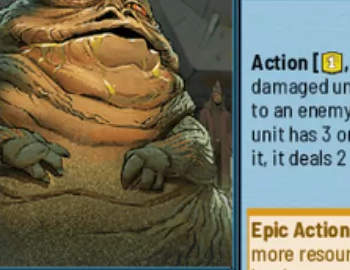 Action [1,
damaged un
to an enemy
unit has 3 or
it, it deals 2
Epic Action
more resour